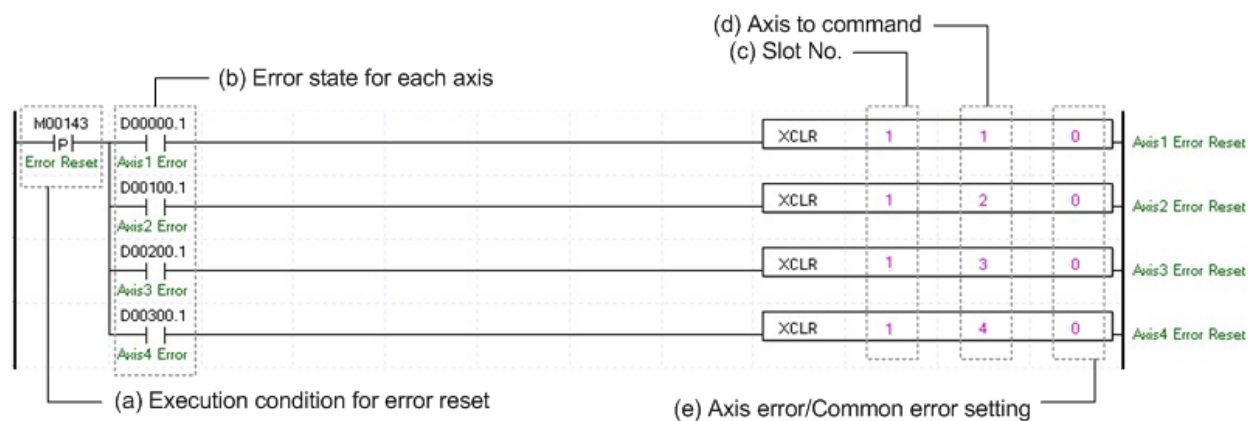 (d) Axis to command
(c) Slot No.
(b) Error state for each axis
M00143 D00000.1
P XCLR 1 1 0 Axis1 Error Reset
Error Reset Axis1 Error
D00100.1
XCLR 1 2 0 Axis2 Error Reset
Axis2 Error
D00200.1
XCLR 1 3 0 Axis3 Error Reset
Axis3 Error
D00300.1
XCLR 1 4 0 Axis4 Error Reset
Axis4 Error
(a) Execution condition for error reset
(e) Axis error/Common error setting